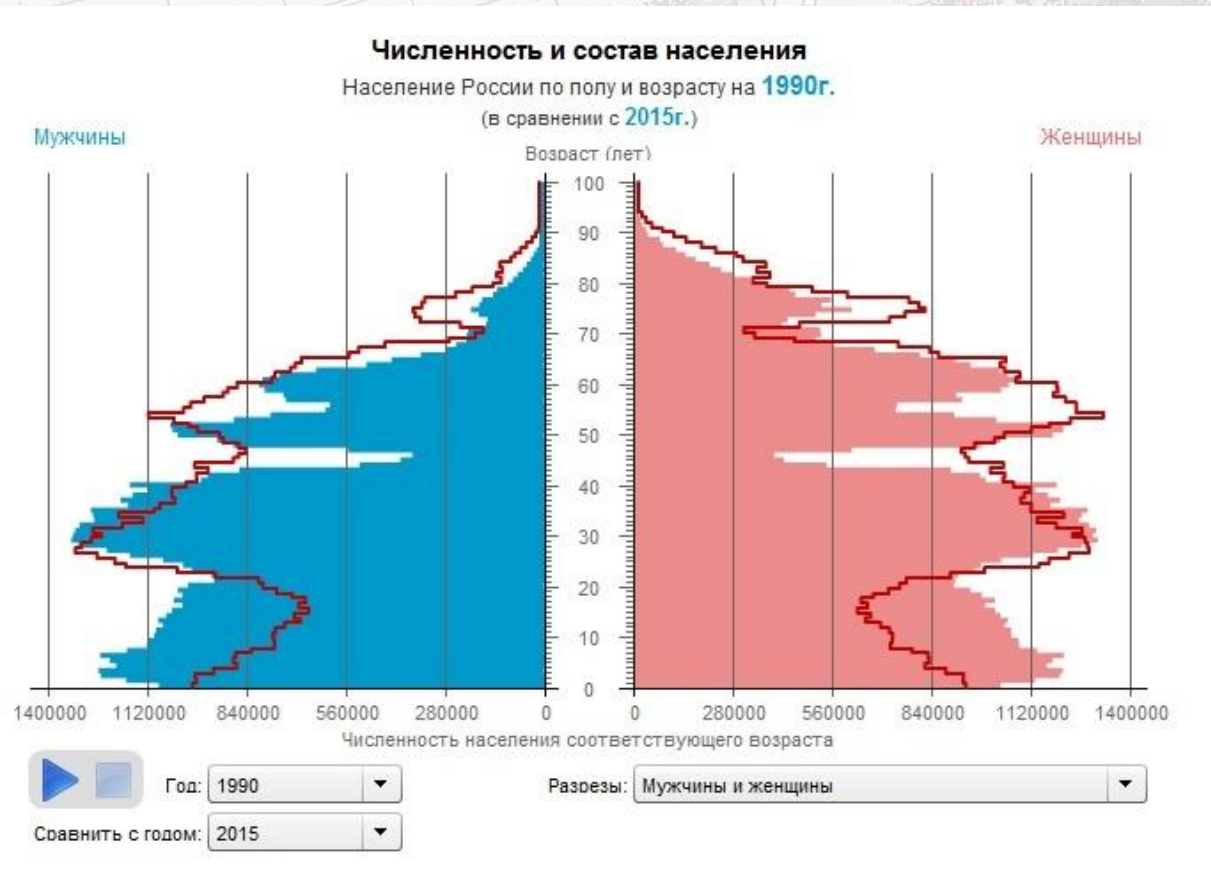 Численность и состав населения
Население России по полу и возрасту на 1990г.
(в сравнении с 2015г.)
Мужчины
Женщины
Возраст (лет)
100
90
80
70
60
50
40
30
20
10
0
1400000 1120000 840000 560000 280000 0 0 280000 560000 840000 1120000 1400000
Численность населения соответствующего возраста
Год: 1990 Разрезы: Мужчины и женщины
Сравнить с годом: 2015